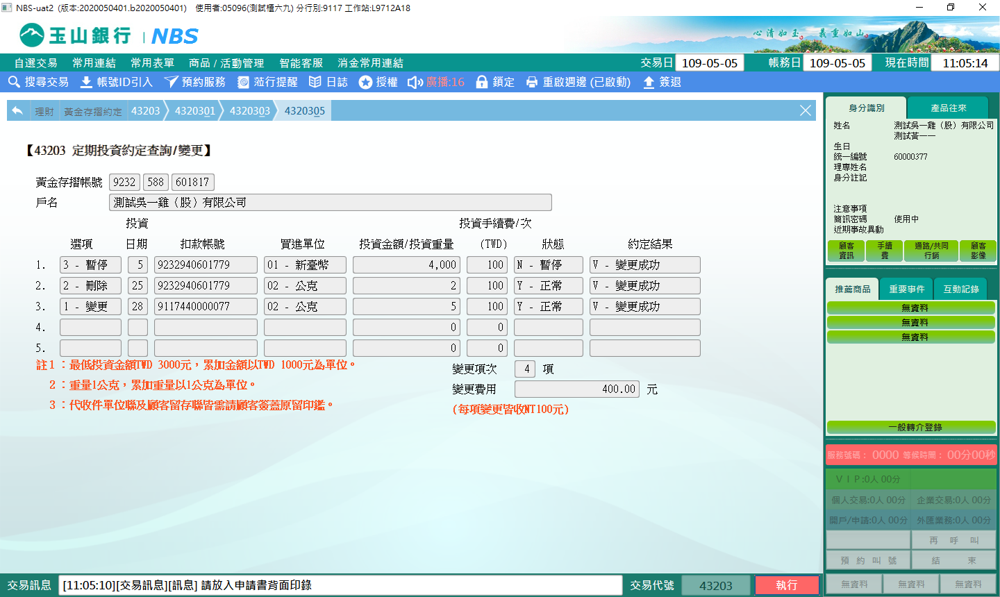 NBS-uat2 (版本:2020050401.b2020050401) 使用者:05096(測試櫃六九) 分行別:9117 工作站:L9712A18
玉山銀行 | NBS
心清如玉。義重如山。
自選交易 常用連結 常用表單 商品 / 活動管理 智能客服 消金常用連結 交易日 109-05-05 帳務日 109-05-05 現在時間 11:05:14
搜尋交易 帳號ID引入 預約服務 蒞行提醒 日誌 授權 廣播:16 鎖定 重啟週邊 (已啟動) 簽退
理財 黃金存摺約定 43203 4320301 4320303 4320305
【43203 定期投資約定查詢/變更】
黃金存摺帳號 9232 588 601817
戶名 測試吳一雞（股）有限公司
投資 投資手續費/次
選項 日期 扣款帳號 買進單位 投資金額/投資重量 (TWD) 狀態 約定結果
1. 3 - 暫停 5 9232940601779 01 - 新臺幣 4,000 100 N - 暫停 V - 變更成功
2. 2 - 刪除 25 9232940601779 02 - 公克 2 100 Y - 正常 V - 變更成功
3. 1 - 變更 28 9117440000077 02 - 公克 5 100 Y - 正常 V - 變更成功
4. 0 0
5. 0 0
註1：最低投資金額TWD 3000元，累加金額以TWD 1000元為單位。
2：重量1公克，累加重量以1公克為單位。
3：代收件單位聯及顧客留存聯皆需請顧客簽蓋原留印鑑。
變更項次 4 項
變更費用 400.00 元
(每項變更皆收NT100元)
交易訊息 [11:05:10][交易訊息][訊息] 請放入申請書背面印錄 交易代號 43203 執行
身分識別 產品往來
姓名 測試吳一雞（股）有限公司
測試黃一一
生日
統一編號 60000377
理專姓名
身分註記
注意事項
簡訊密碼 使用中
近期事故異動
顧客資訊 手續費 通路/共同行銷 顧客影像
推薦商品 重要事件 互動記錄
無資料
無資料
無資料
一般轉介登錄
服務號碼： 0000 等候時間： 00分00秒
ＶＩＰ:0人 00分
個人交易:0人 00分 企業交易:0人 00分
開戶/申請:0人 00分 外匯業務:0人 00分
再 呼 叫
預 約 叫 號 結 束
無資料 無資料 無資料